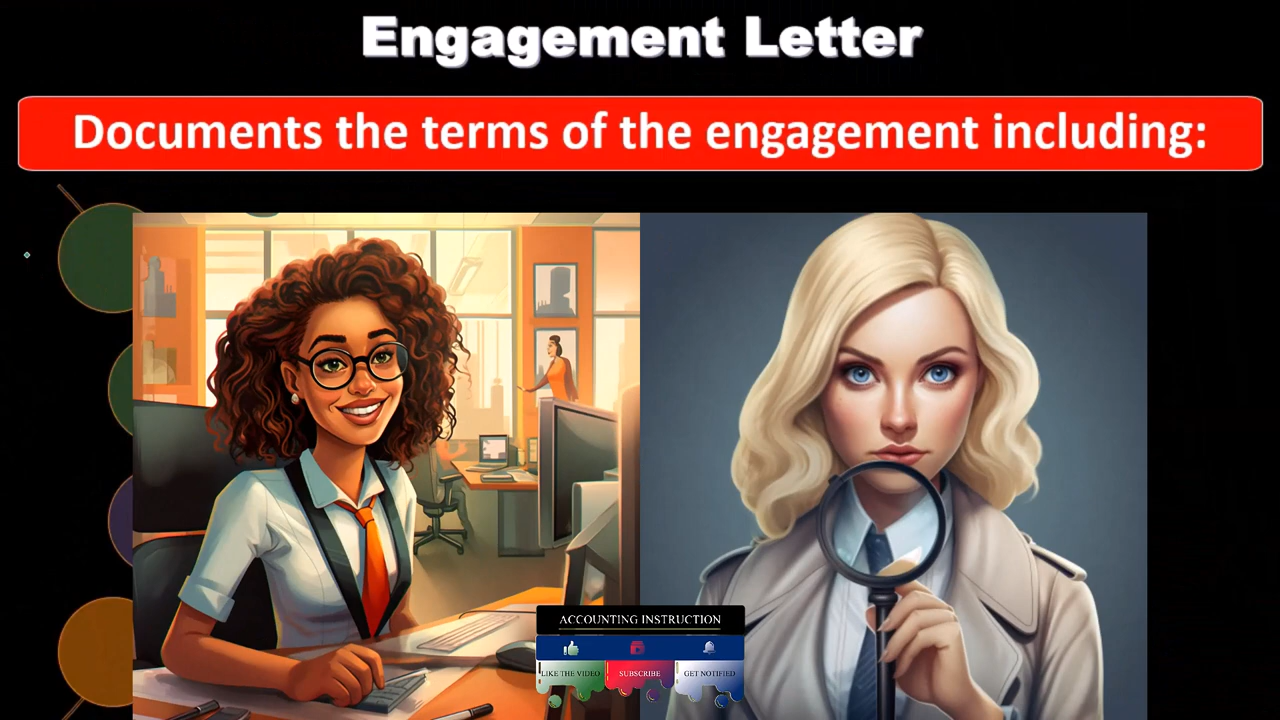 Engagement Letter
Documents the terms of the engagement including:
ACCOUNTING INSTRUCTION
LIKE THE VIDEO
SUBSCRIBE
GET NOTIFIED